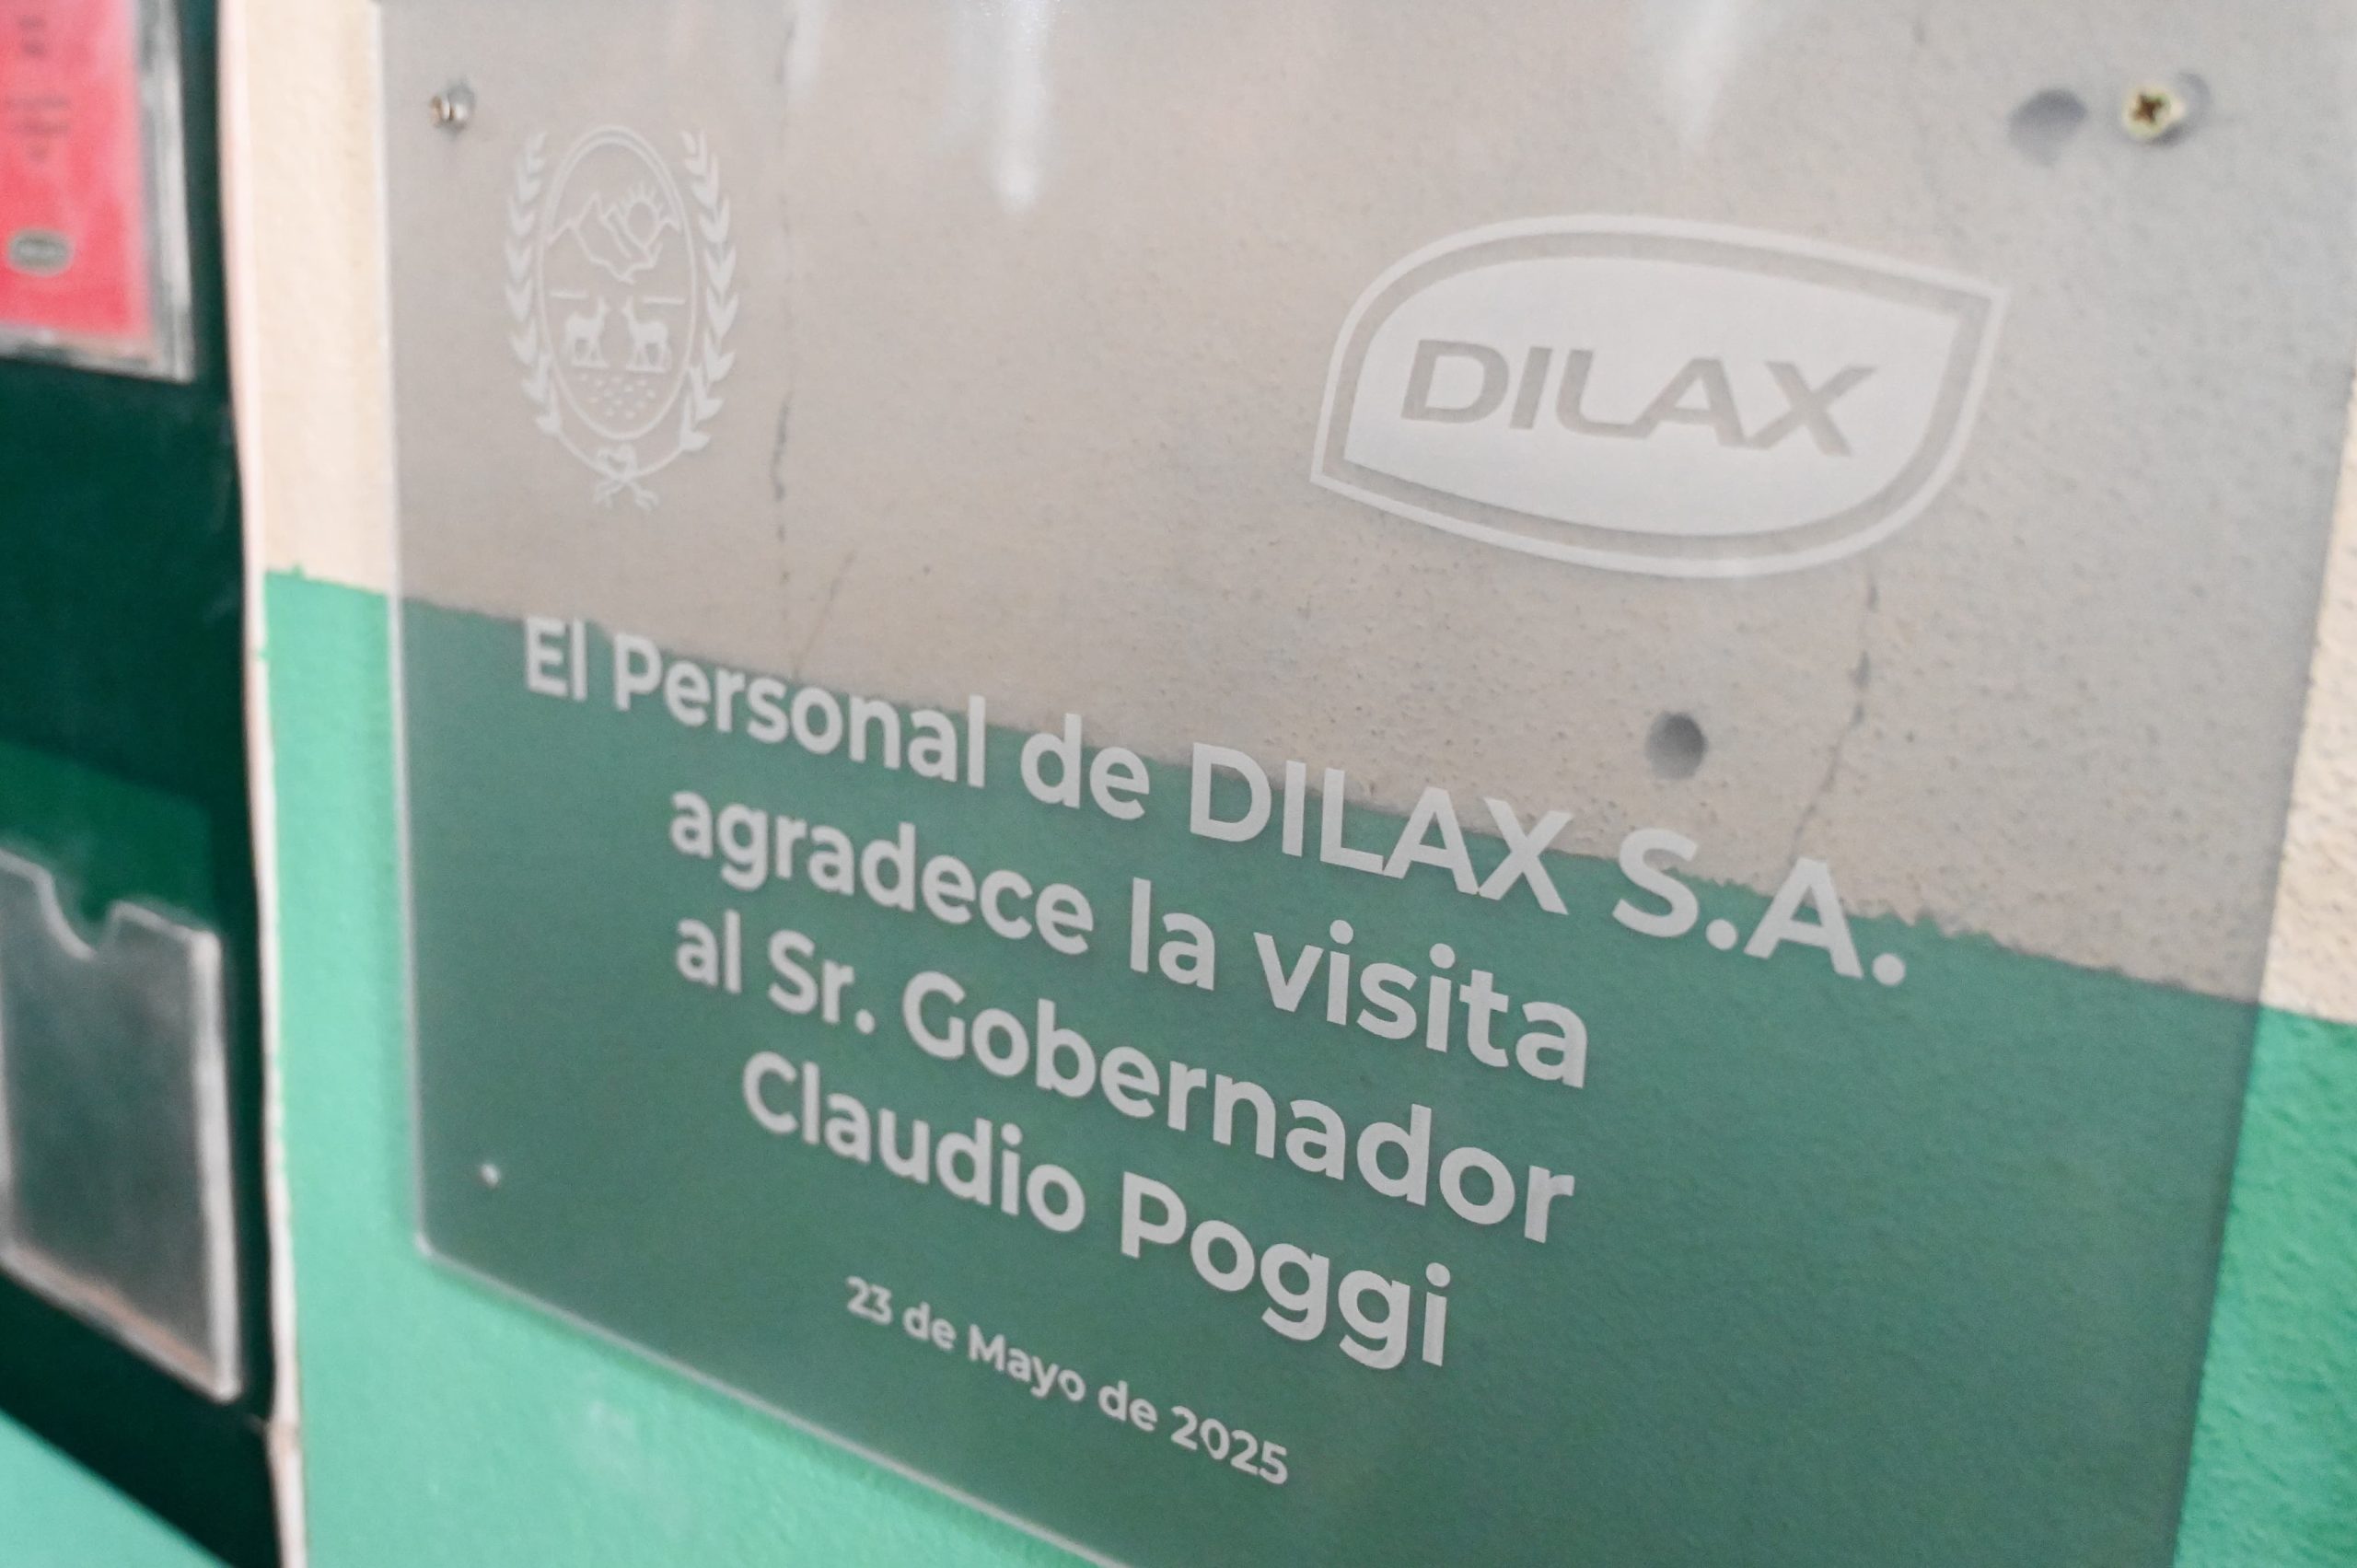 DILAX
El Personal de DILAX S.A.
agradece la visita
al Sr. Gobernador
Claudio Poggi
23 de Mayo de 2025